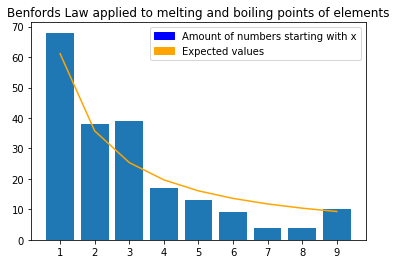 Benfords Law applied to melting and boiling points of elements
Amount of numbers starting with x
Expected values
70
60
50
40
30
20
10
0
1 2 3 4 5 6 7 8 9